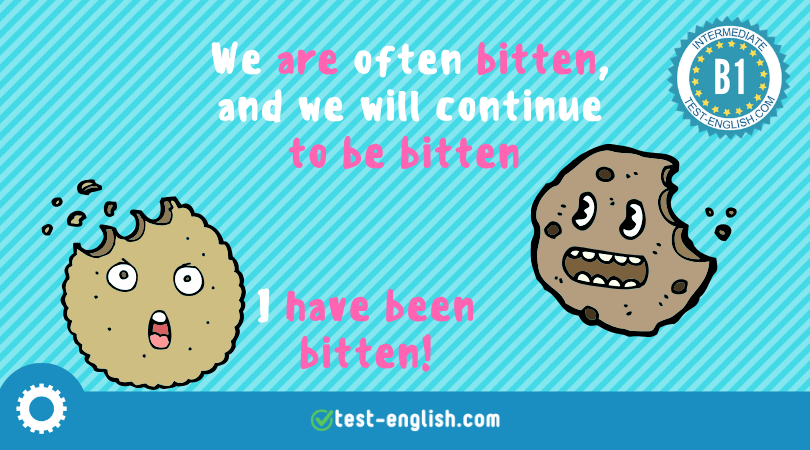 We are often bitten,
and we will continue
to be bitten
INTERMEDIATE
B1
TEST-ENGLISH.COM
I have been
bitten!
test-english.com